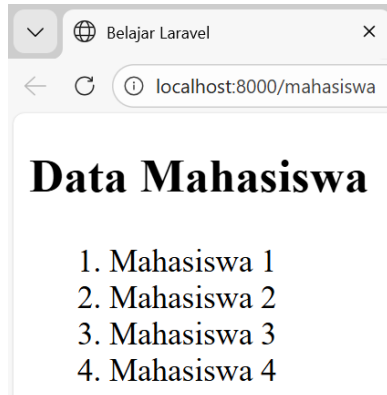 Belajar Laravel
localhost:8000/mahasiswa
Data Mahasiswa
1. Mahasiswa 1
2. Mahasiswa 2
3. Mahasiswa 3
4. Mahasiswa 4